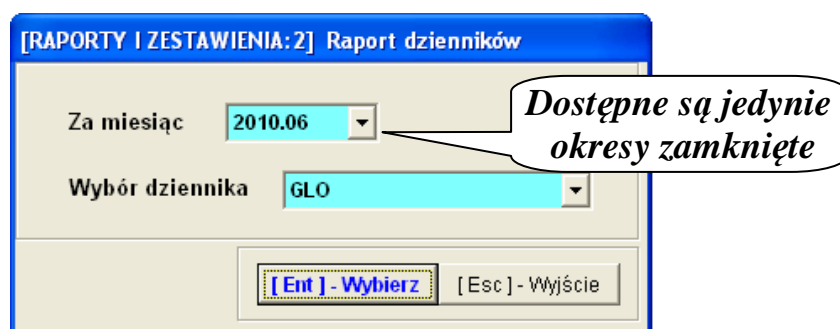 [RAPORTY I ZESTAWIENIA:2] Raport dzienników
Za miesiąc 2010.06
Dostępne są jedynie
okresy zamknięte
Wybór dziennika GLO
[ Ent ] - Wybierz [ Esc ] - Wyjście